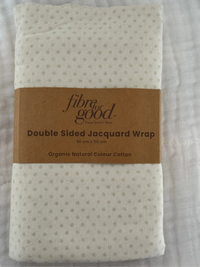 fibre for
good
Double Sided Jacquard Wrap
Organic Natural Colour Cotton